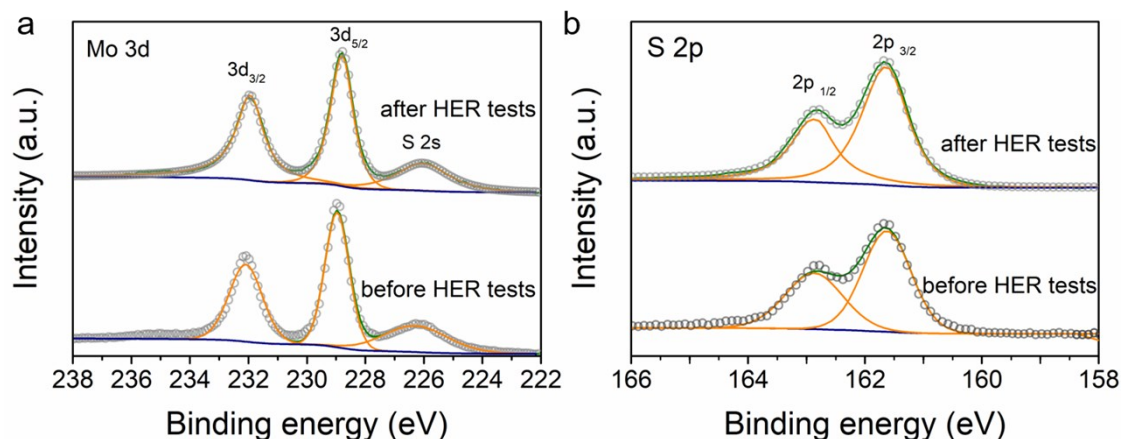 a
Mo 3d
3d3/2
3d5/2
after HER tests
S 2s
before HER tests
Intensity (a.u.)
238 236 234 232 230 228 226 224 222
Binding energy (eV)
b
S 2p
2p 1/2
2p 3/2
after HER tests
before HER tests
Intensity (a.u.)
166 164 162 160 158
Binding energy (eV)